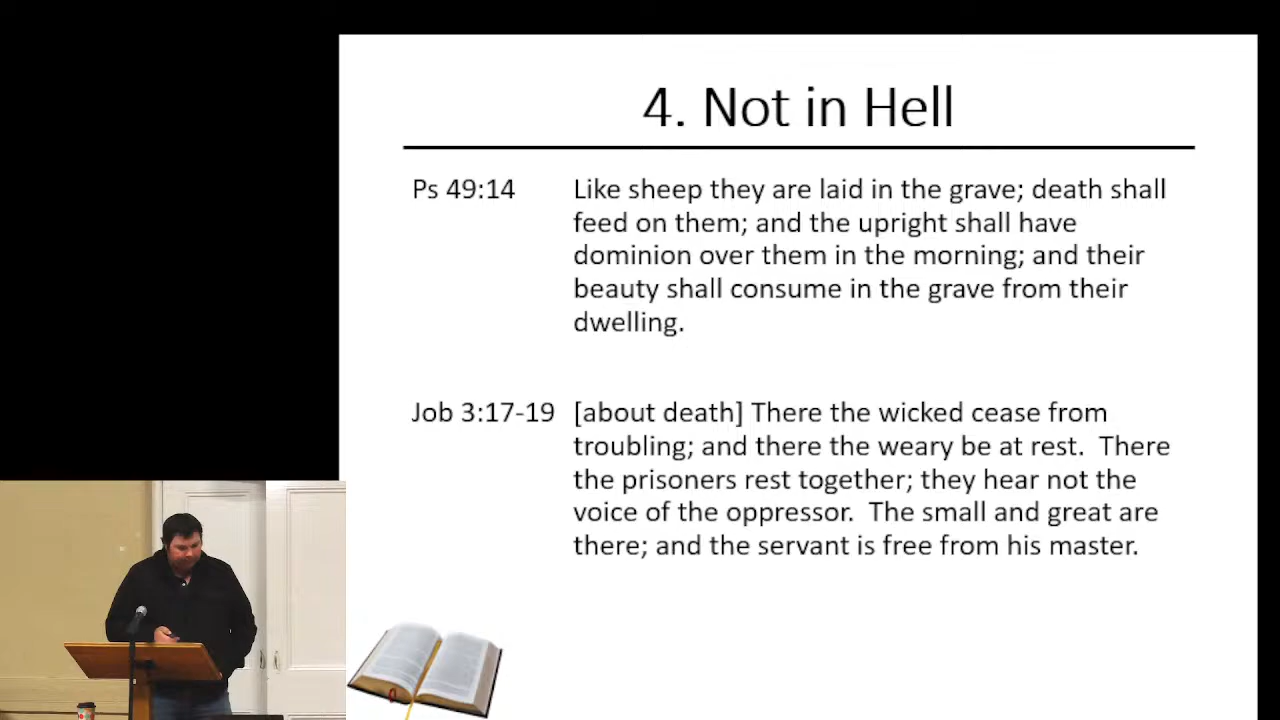 4. Not in Hell
Ps 49:14 Like sheep they are laid in the grave; death shall
feed on them; and the upright shall have
dominion over them in the morning; and their
beauty shall consume in the grave from their
dwelling.
Job 3:17-19 [about death] There the wicked cease from
troubling; and there the weary be at rest.  There
the prisoners rest together; they hear not the
voice of the oppressor.  The small and great are
there; and the servant is free from his master.